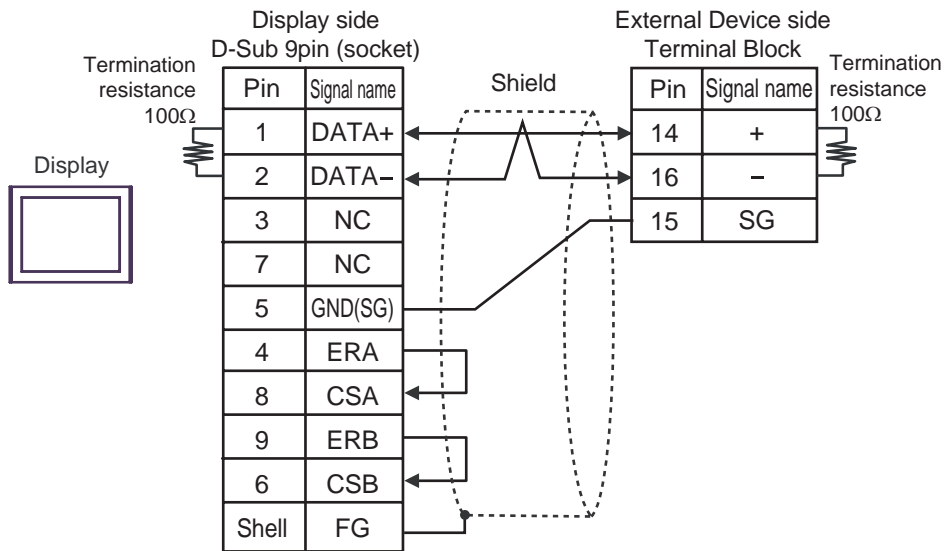 Display side
D-Sub 9pin (socket)
External Device side
Terminal Block
Termination
resistance
100Ω
Shield
Termination
resistance
100Ω
Display
Pin Signal name
1 DATA+
2 DATA−
3 NC
7 NC
5 GND(SG)
4 ERA
8 CSA
9 ERB
6 CSB
Shell FG
Pin Signal name
14 +
16 −
15 SG